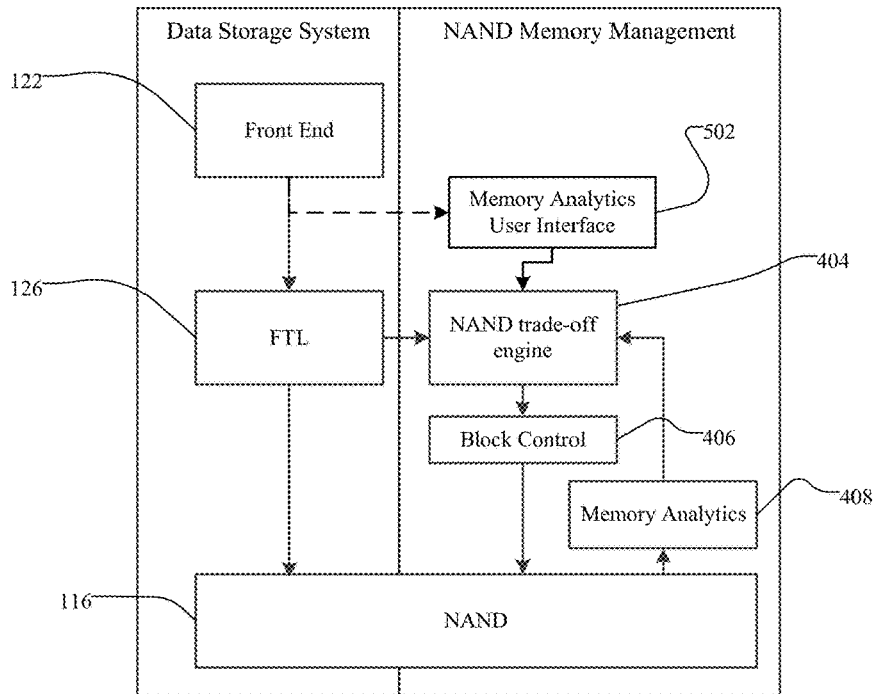 Data Storage System
NAND Memory Management
122
Front End
502
Memory Analytics
User Interface
404
126
FTL
NAND trade-off
engine
Block Control
406
408
Memory Analytics
116
NAND